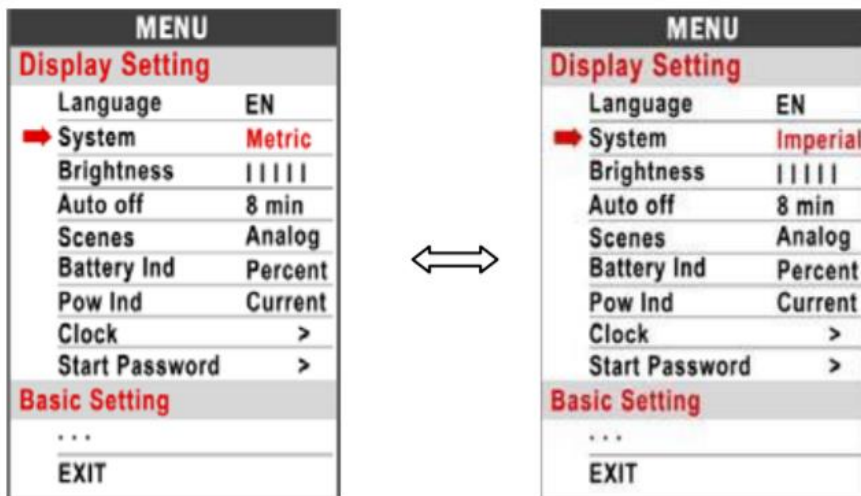 MENU
Display Setting
Language EN
System Metric
Brightness | | | | |
Auto off 8 min
Scenes Analog
Battery Ind Percent
Pow Ind Current
Clock >
Start Password >
Basic Setting
...
EXIT
MENU
Display Setting
Language EN
System Imperial
Brightness | | | | |
Auto off 8 min
Scenes Analog
Battery Ind Percent
Pow Ind Current
Clock >
Start Password >
Basic Setting
...
EXIT